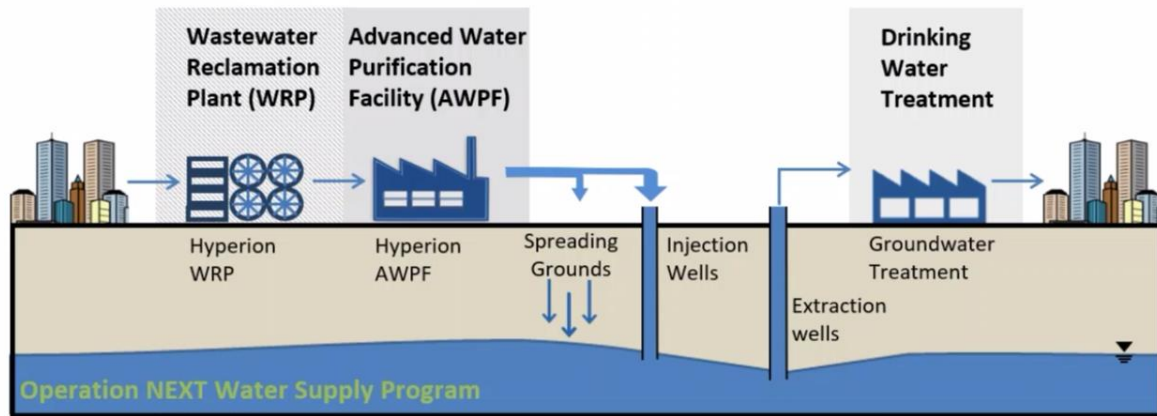 Wastewater
Reclamation
Plant (WRP)
Advanced Water
Purification
Facility (AWPF)
Drinking
Water
Treatment
Hyperion
WRP
Hyperion
AWPF
Spreading
Grounds
Injection
Wells
Extraction
wells
Groundwater
Treatment
Operation NEXT Water Supply Program